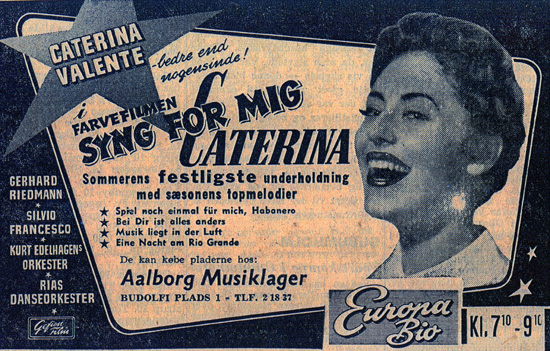 CATERINA
VALENTE
bedre end
nogensinde!
i
FARVEFILMEN
SYNG FOR MIG
CATERINA
Sommerens festligste underholdning
med sæsonens topmelodier
★ Spiel noch einmal für mich, Habanero
★ Bei Dir ist alles anders
★ Musik liegt in der Luft
★ Eine Nacht am Rio Grande
De kan købe pladerne hos:
Aalborg Musiklager
BUDOLFI PLADS 1 - TLF. 2 18 37
GERHARD
RIEDMANN
★
SILVIO
FRANCESCO
★
KURT EDELHAGENS
ORKESTER
★
RIAS
DANSEORKESTER
Gefion
film
Europa
Bio
Kl. 7¹⁰ - 9¹⁰